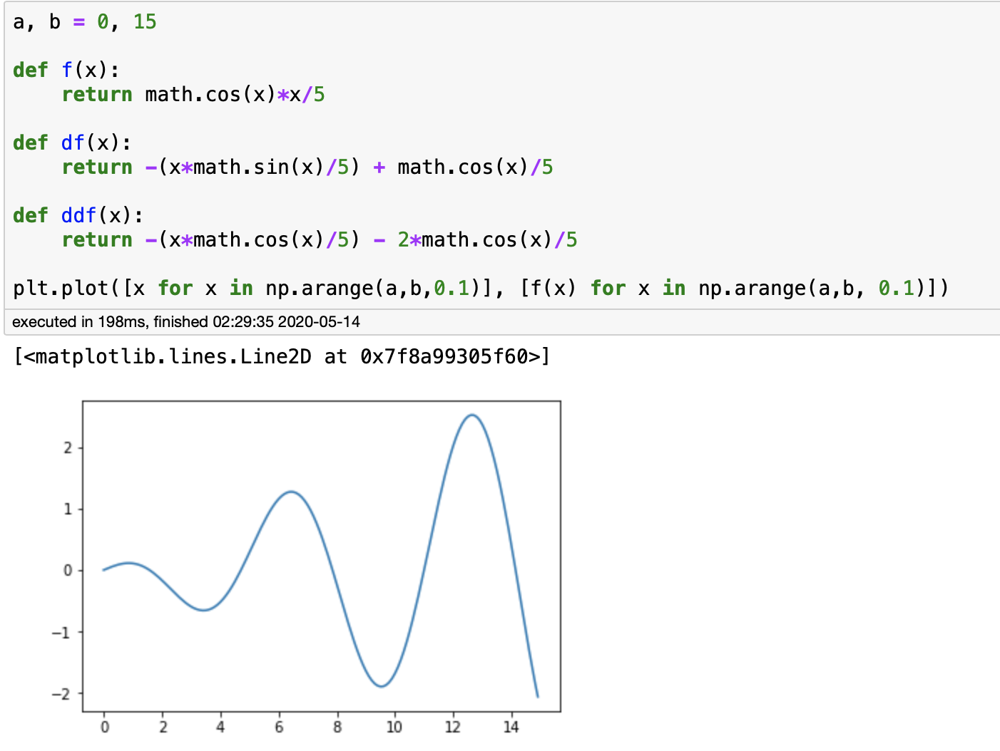 a, b = 0, 15
def f(x):
    return math.cos(x)*x/5
def df(x):
    return -(x*math.sin(x)/5) + math.cos(x)/5
def ddf(x):
    return -(x*math.cos(x)/5) - 2*math.cos(x)/5
plt.plot([x for x in np.arange(a,b,0.1)], [f(x) for x in np.arange(a,b, 0.1)])
executed in 198ms, finished 02:29:35 2020-05-14
[<matplotlib.lines.Line2D at 0x7f8a99305f60>]
2
1
0
−1
−2
0 2 4 6 8 10 12 14